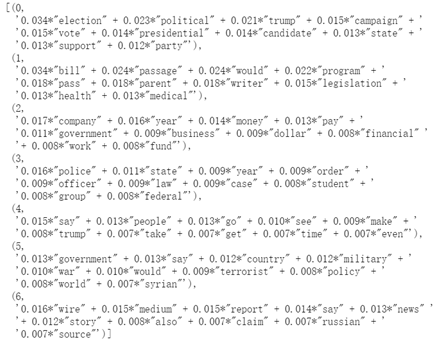 [(0,
'0.034*"election" + 0.023*"political" + 0.021*"trump" + 0.015*"campaign" + '
'0.015*"vote" + 0.014*"presidential" + 0.014*"candidate" + 0.013*"state" + '
'0.013*"support" + 0.012*"party"'),
(1,
'0.034*"bill" + 0.024*"passage" + 0.024*"would" + 0.022*"program" + '
'0.018*"pass" + 0.018*"parent" + 0.018*"writer" + 0.015*"legislation" + '
'0.013*"health" + 0.013*"medical"'),
(2,
'0.017*"company" + 0.016*"year" + 0.014*"money" + 0.013*"pay" + '
'0.011*"government" + 0.009*"business" + 0.009*"dollar" + 0.008*"financial" '
'+ 0.008*"work" + 0.008*"fund"'),
(3,
'0.016*"police" + 0.011*"state" + 0.009*"year" + 0.009*"order" + '
'0.009*"officer" + 0.009*"law" + 0.009*"case" + 0.008*"student" + '
'0.008*"group" + 0.008*"federal"'),
(4,
'0.015*"say" + 0.013*"people" + 0.013*"go" + 0.010*"see" + 0.009*"make" + '
'0.008*"trump" + 0.007*"take" + 0.007*"get" + 0.007*"time" + 0.007*"even"'),
(5,
'0.013*"government" + 0.013*"say" + 0.012*"country" + 0.012*"military" + '
'0.010*"war" + 0.010*"would" + 0.009*"terrorist" + 0.008*"policy" + '
'0.008*"world" + 0.007*"syrian"'),
(6,
'0.016*"wire" + 0.015*"medium" + 0.015*"report" + 0.014*"say" + 0.013*"news" '
'+ 0.012*"story" + 0.008*"also" + 0.007*"claim" + 0.007*"russian" + '
'0.007*"source"')]